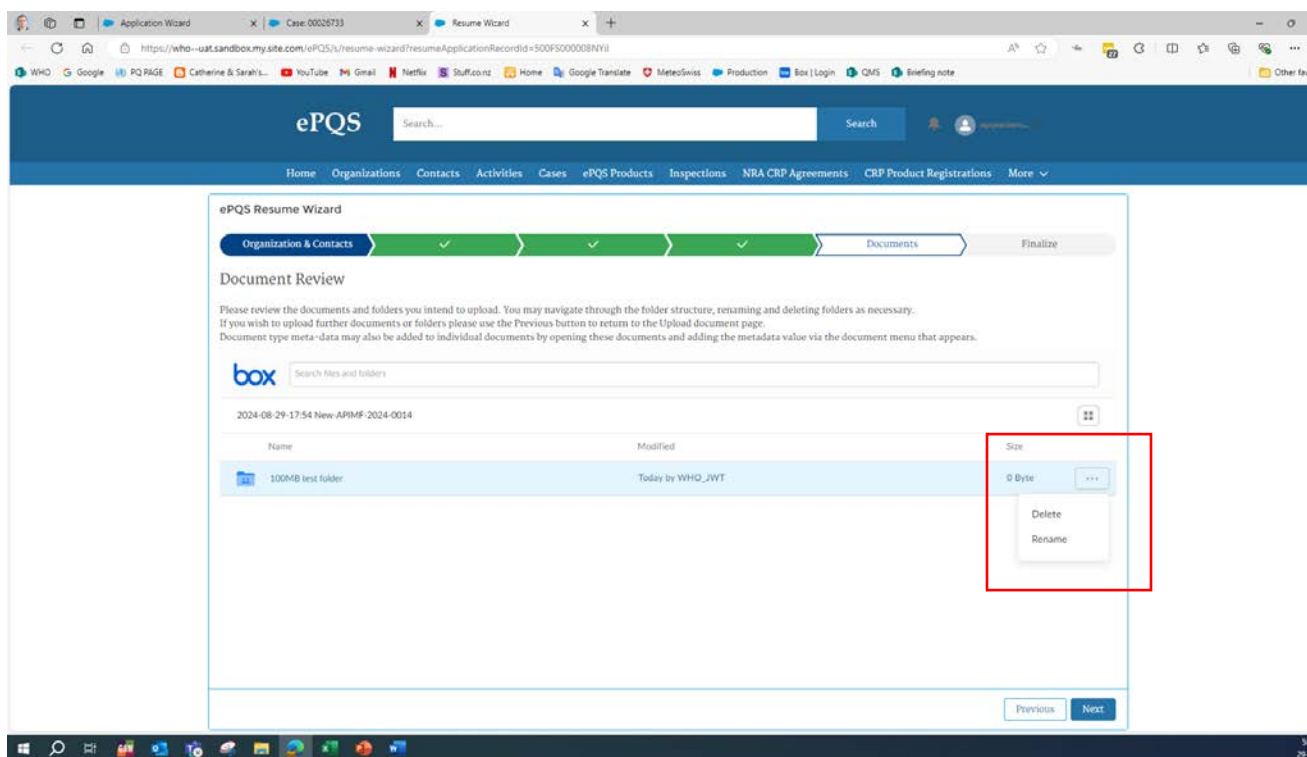 Application Wizard
Case: 00026733
Resume Wizard
https://who--uat.sandbox.my.site.com/ePQS/s/resume-wizard?resumeApplicationRecordId=500FS000008NYil
WHO Google PQ PAGE Catherine & Sarah's... YouTube Gmail Netflix Stuff.co.nz Home Google Translate MeteoSwiss Production Box | Login QMS Briefing note Other fav
ePQS
Search...
Search
Home Organizations Contacts Activities Cases ePQS Products Inspections NRA CRP Agreements CRP Product Registrations More
ePQS Resume Wizard
Organization & Contacts Documents Finalize
Document Review
Please review the documents and folders you intend to upload. You may navigate through the folder structure, renaming and deleting folders as necessary.
If you wish to upload further documents or folders please use the Previous button to return to the Upload document page.
Document type meta-data may also be added to individual documents by opening these documents and adding the metadata value via the document menu that appears.
box
Search files and folders
2024-08-29-17:54 New-APIMF-2024-0014
Name Modified Size
100MB test folder Today by WHO_JWT 0 Byte
Delete
Rename
Previous Next